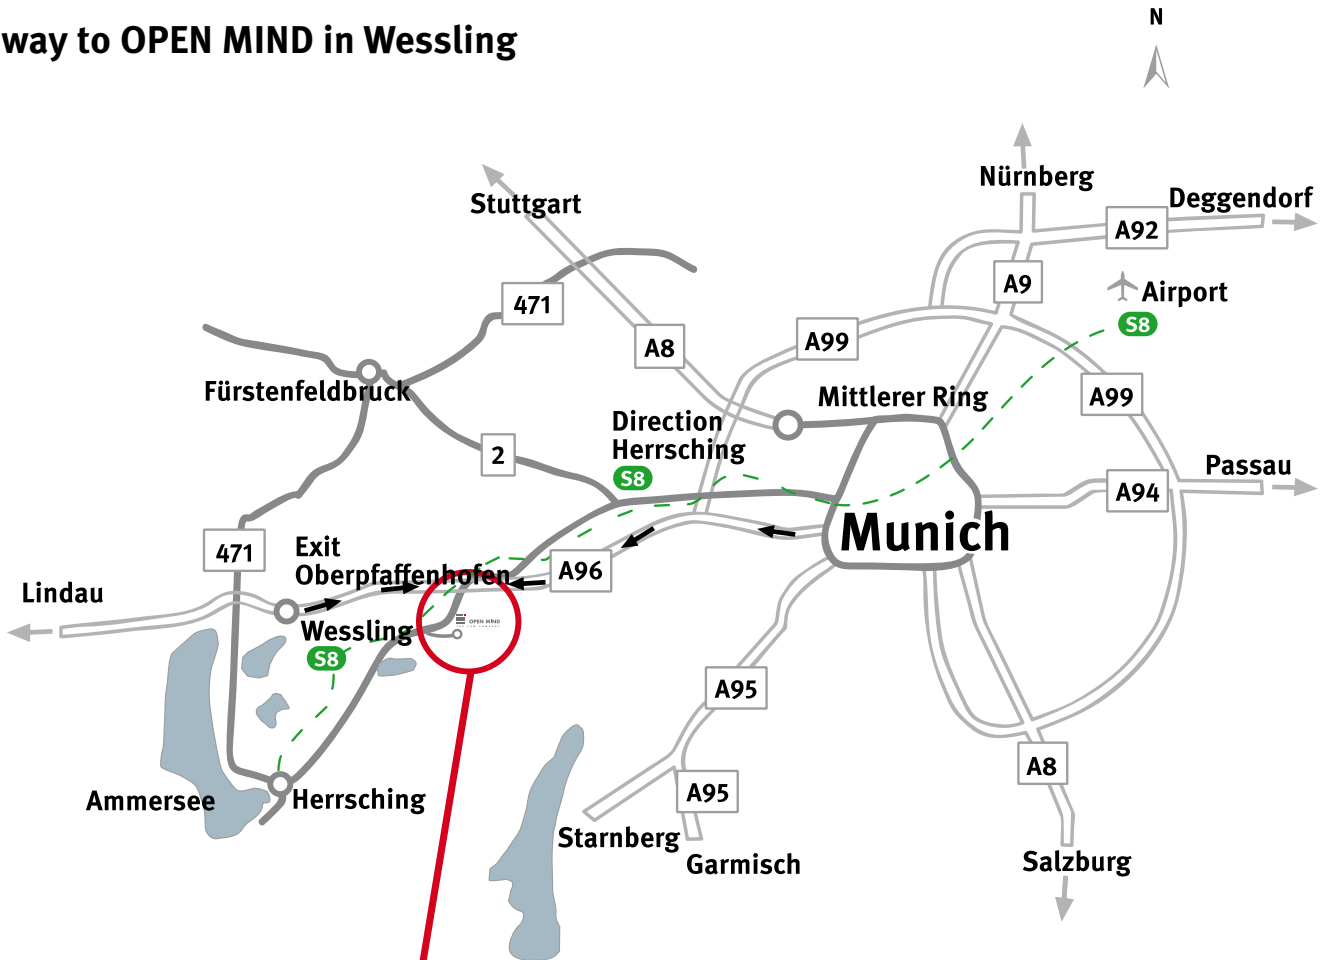 way to OPEN MIND in Wessling
N
Nürnberg
Deggendorf
Stuttgart
A92
A9
Airport
S8
471
A8
A99
Fürstenfeldbruck
Mittlerer Ring
A99
Direction
Herrsching
S8
2
Passau
A94
Munich
471
Exit
Oberpfaffenhofen
A96
Lindau
OPEN MIND
Wessling
S8
A95
A8
A95
Ammersee
Herrsching
Starnberg
Garmisch
Salzburg